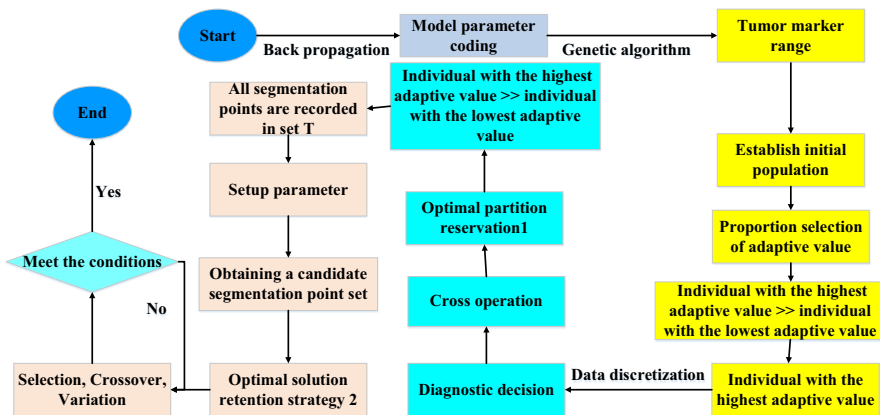 Start
Back propagation
Model parameter
coding
Genetic algorithm
Tumor marker
range
Establish initial
population
Proportion selection
of adaptive value
Individual with the highest
adaptive value >> individual
with the lowest adaptive value
Individual with the
highest adaptive value
Data discretization
Diagnostic decision
Cross operation
Optimal partition
reservation1
Individual with the highest
adaptive value >> individual
with the lowest adaptive
value
All segmentation
points are recorded
in set T
Setup parameter
Obtaining a candidate
segmentation point set
Optimal solution
retention strategy 2
Selection, Crossover,
Variation
Meet the conditions
No
Yes
End